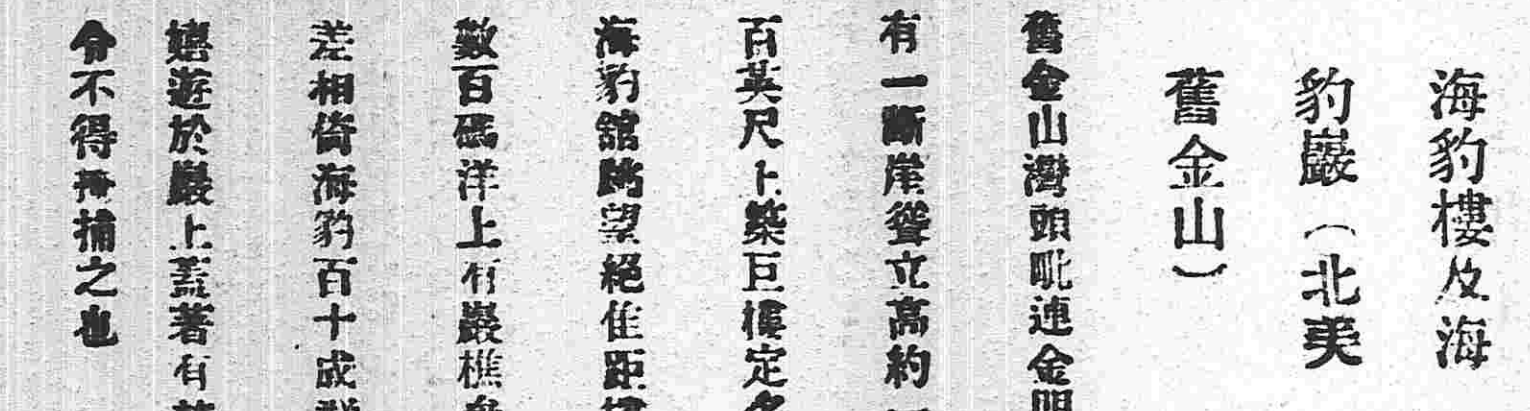 海豹樓及海
豹巖（北美
舊金山）
舊金山灣頭毗連金門
有一斷崖聳立高約
百英尺上築巨樓定名
海豹舘眺望絕佳距樓
數百碼洋上有巖樵參
差相倚海豹百十成群
嬉遊於巖上蓋著有
令不得捕之也